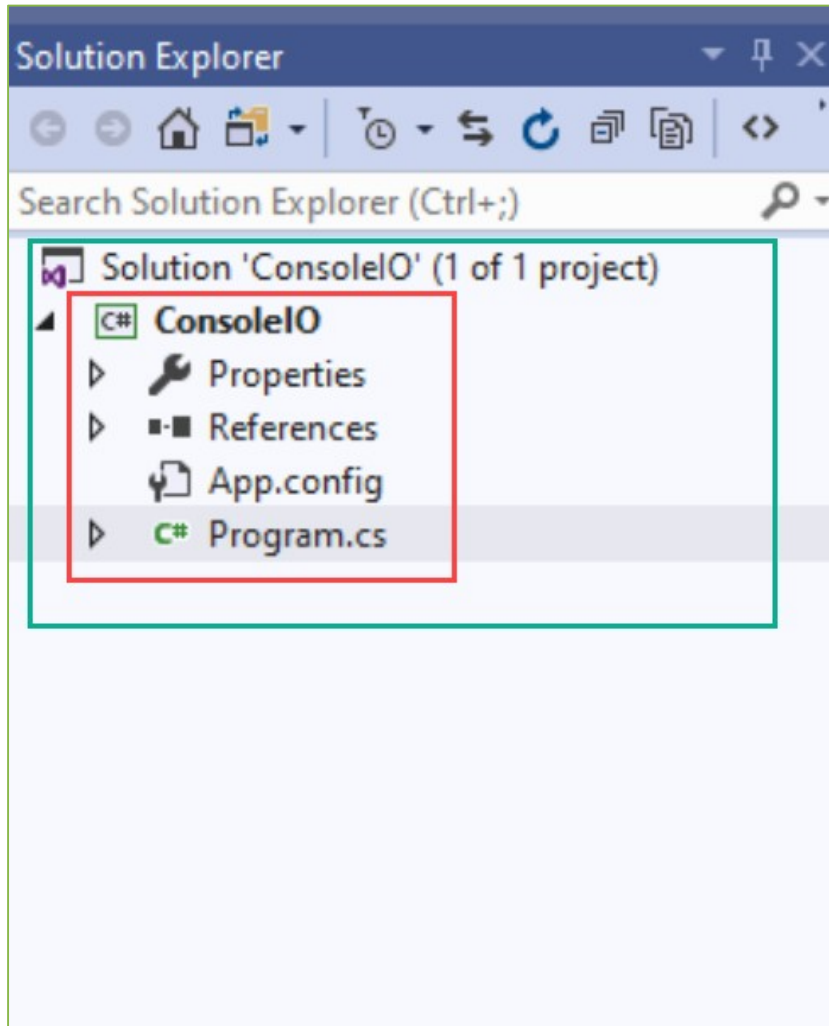 Solution Explorer
Search Solution Explorer (Ctrl+;)
Solution 'ConsoleIO' (1 of 1 project)
C# ConsoleIO
Properties
References
App.config
C# Program.cs